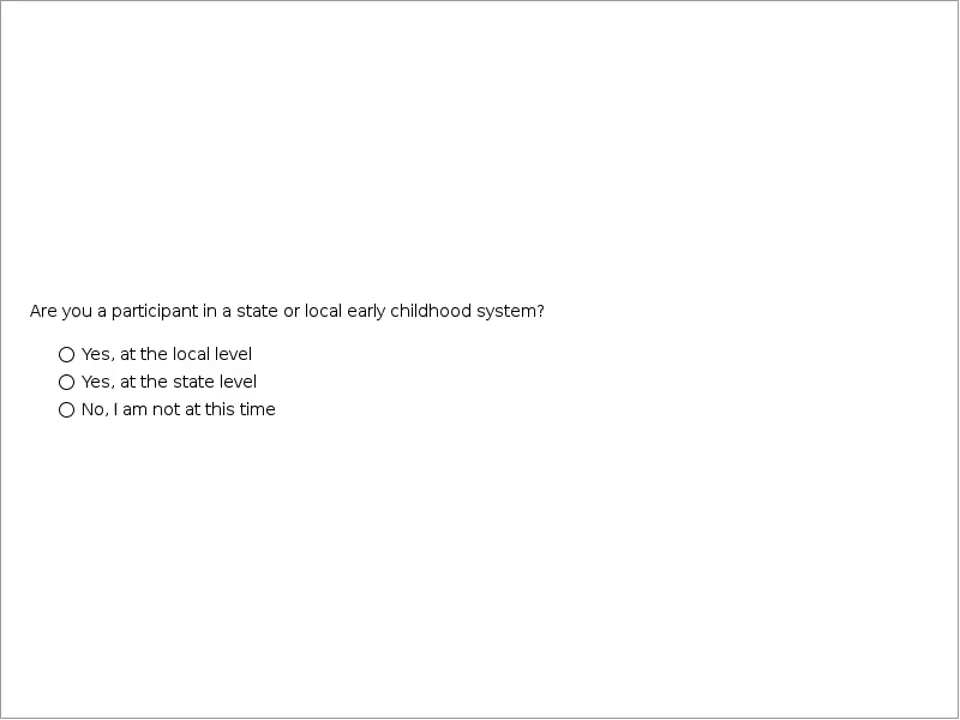 Are you a participant in a state or local early childhood system?
Yes, at the local level
Yes, at the state level
No, I am not at this time